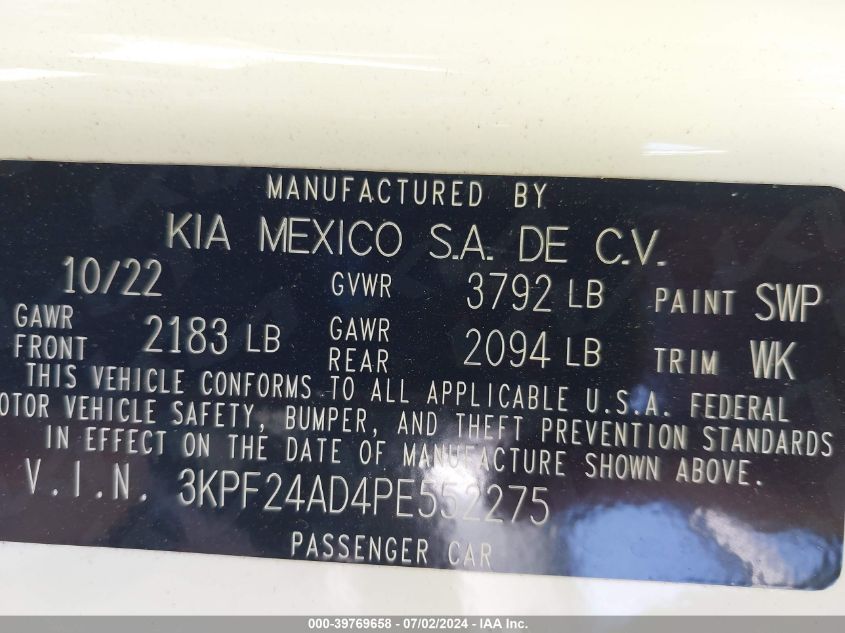 MANUFACTURED BY
KIA MEXICO S.A. DE C.V.
10/22 GVWR 3792 LB PAINT SWP
GAWR FRONT 2183 LB GAWR REAR 2094 LB TRIM WK
THIS VEHICLE CONFORMS TO ALL APPLICABLE U.S.A. FEDERAL
OTOR VEHICLE SAFETY, BUMPER, AND THEFT PREVENTION STANDARDS
IN EFFECT ON THE DATE OF MANUFACTURE SHOWN ABOVE.
V.I.N. 3KPF24AD4PE552275
PASSENGER CAR
000-39769658 - 07/02/2024 - IAA Inc.